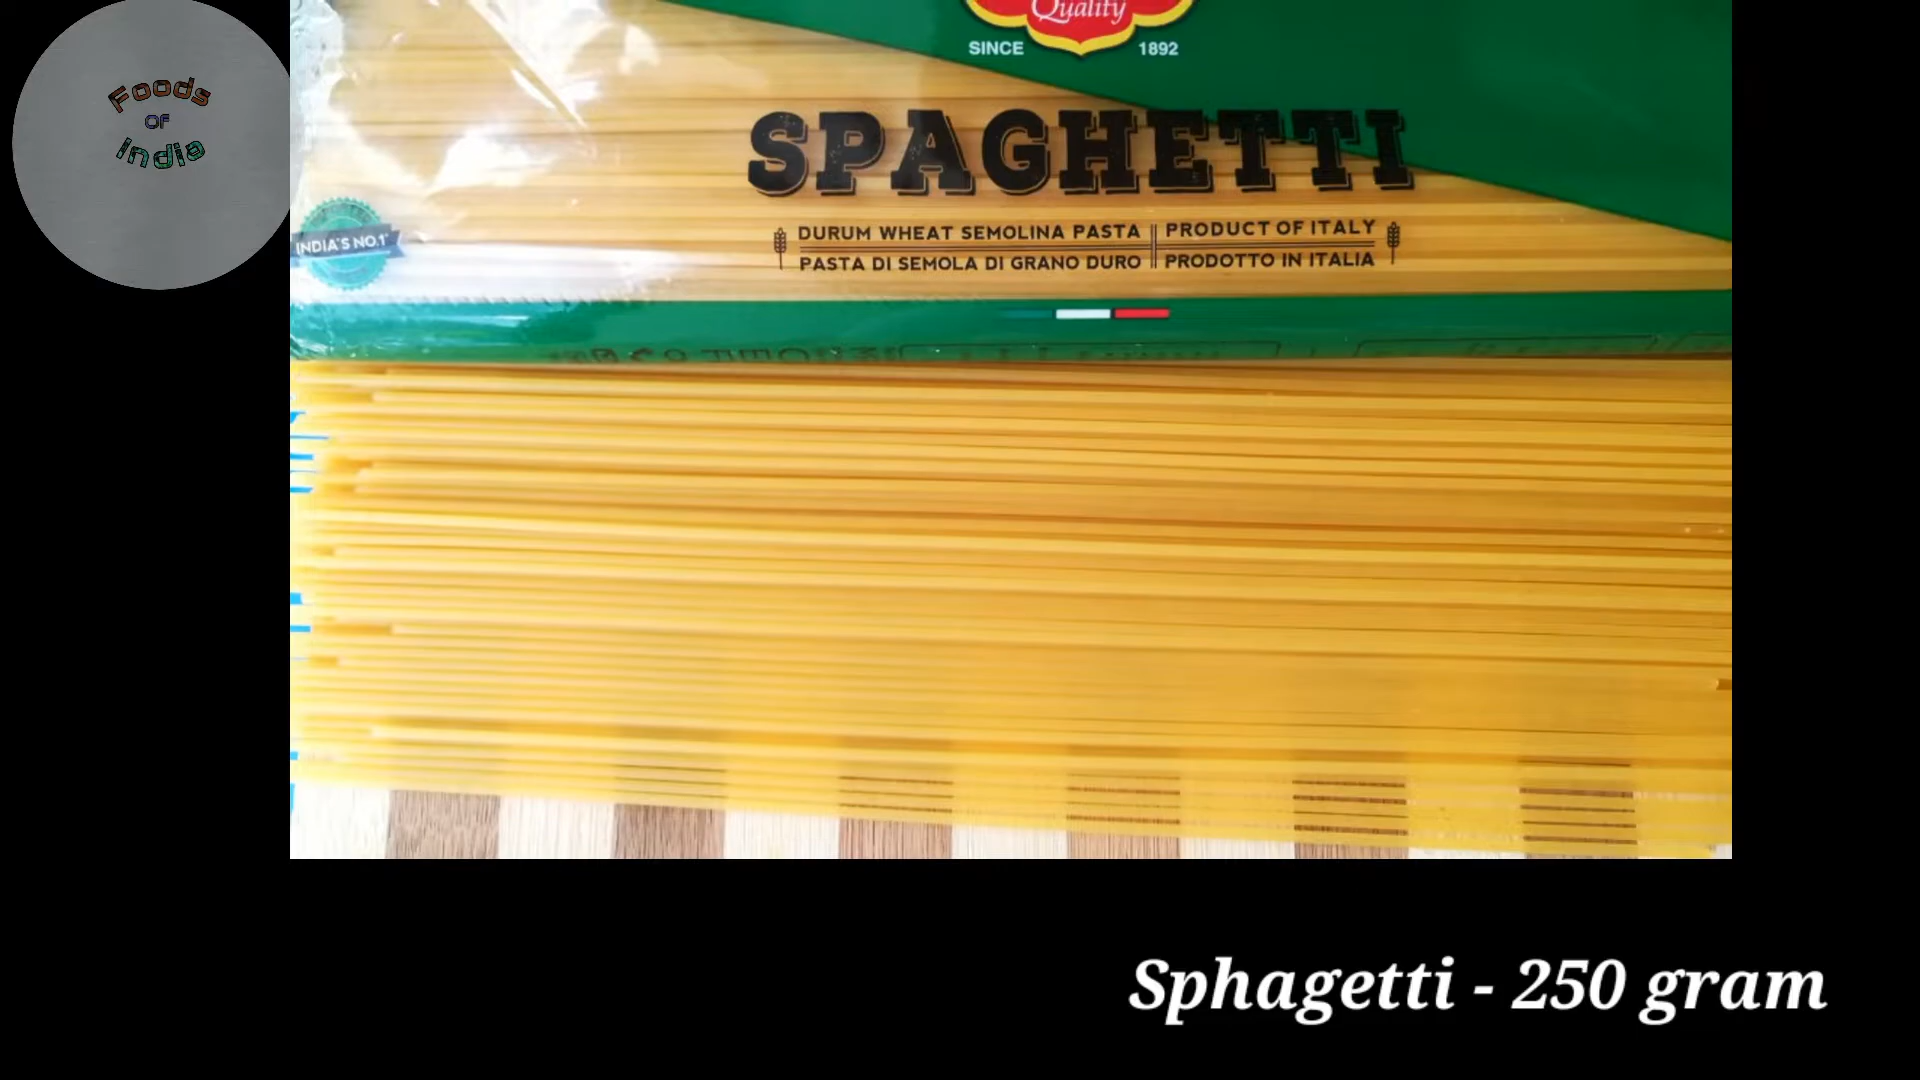 Quality
SINCE 1892
Foods
OF
India
SPAGHETTI
INDIA'S NO.1*
DURUM WHEAT SEMOLINA PASTA | PRODUCT OF ITALY
PASTA DI SEMOLA DI GRANO DURO | PRODOTTO IN ITALIA
Sphagetti - 250 gram